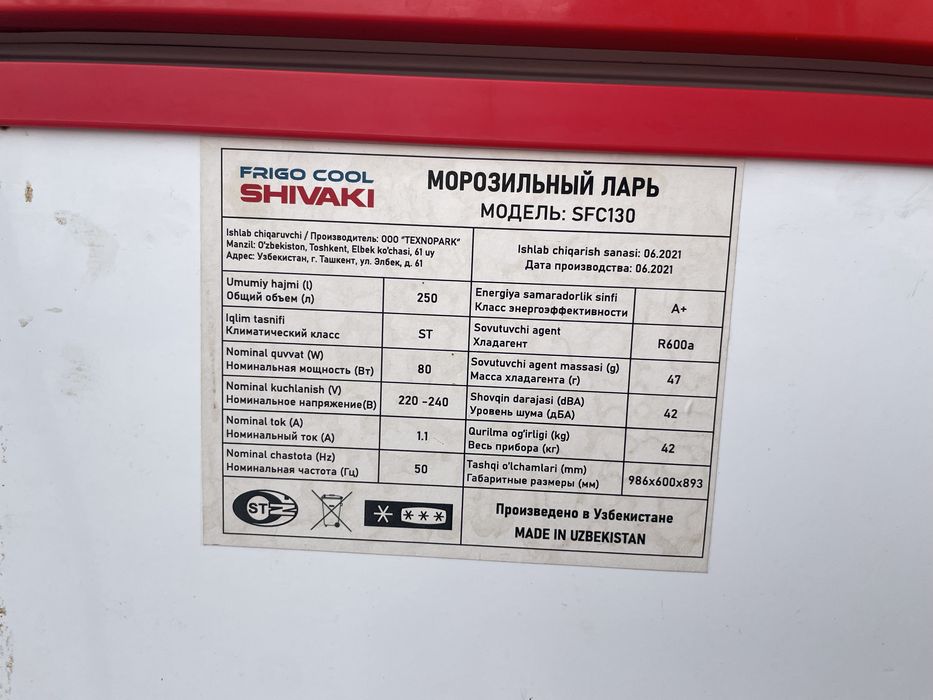 FRIGO COOL
SHIVAKI
МОРОЗИЛЬНЫЙ ЛАРЬ
МОДЕЛЬ: SFC130
Ishlab chiqaruvchi / Производитель: ООО "TEXNOPARK"
Manzil: O'zbekiston, Toshkent, Elbek ko'chasi, 61 uy
Адрес: Узбекистан, г. Ташкент, ул. Элбек, д. 61
Ishlab chiqarish sanasi: 06.2021
Дата производства: 06.2021
Umumiy hajmi (l)
Общий объем (л)
250
Iqlim tasnifi
Климатический класс
ST
Nominal quvvat (W)
Номинальная мощность (Вт)
80
Nominal kuchlanish (V)
Номинальное напряжение(В)
220 -240
Nominal tok (A)
Номинальный ток (А)
1.1
Nominal chastota (Hz)
Номинальная частота (Гц)
50
Energiya samaradorlik sinfi
Класс энергоэффективности
A+
Sovutuvchi agent
Хладагент
R600a
Sovutuvchi agent massasi (g)
Масса хладагента (г)
47
Shovqin darajasi (dBA)
Уровень шума (дБА)
42
Qurilma og'irligi (kg)
Весь прибора (кг)
42
Tashqi o'lchamlari (mm)
Габаритные размеры (мм)
986x600x893
ST
Произведено в Узбекистане
MADE IN UZBEKISTAN